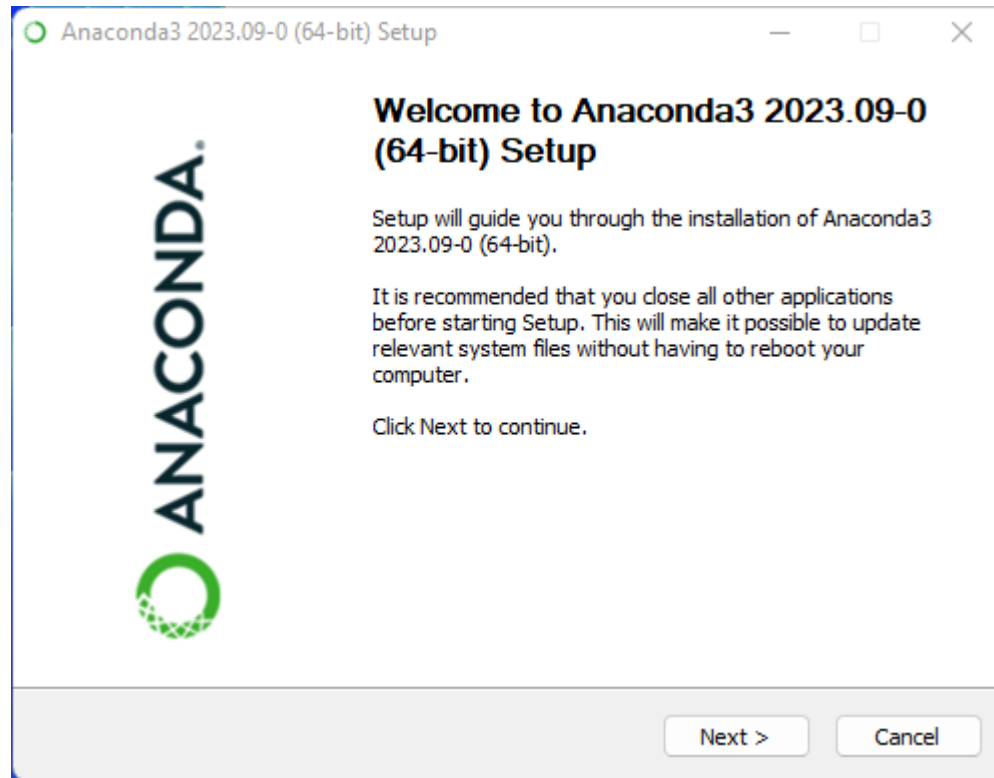 Anaconda3 2023.09-0 (64-bit) Setup
ANACONDA.
Welcome to Anaconda3 2023.09-0
(64-bit) Setup
Setup will guide you through the installation of Anaconda3
2023.09-0 (64-bit).
It is recommended that you close all other applications
before starting Setup. This will make it possible to update
relevant system files without having to reboot your
computer.
Click Next to continue.
Next >
Cancel